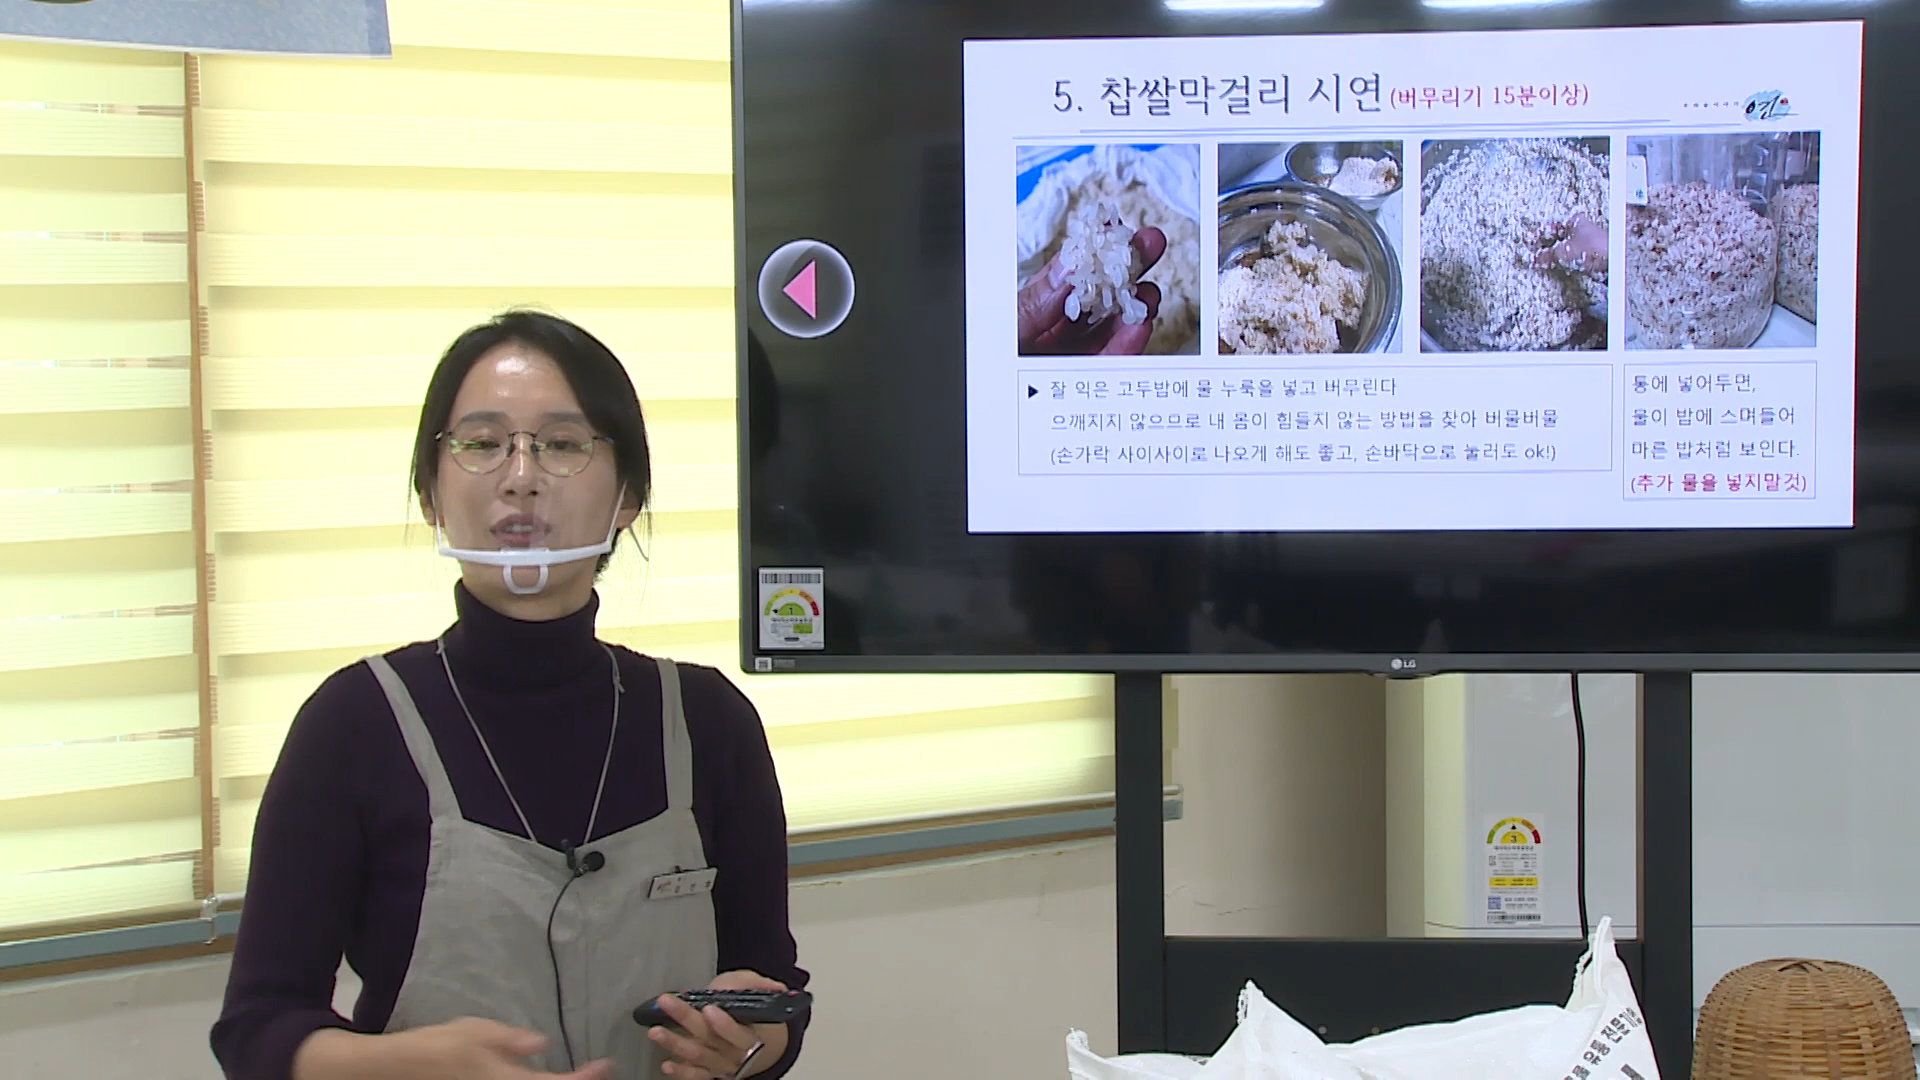 5. 찹쌀막걸리 시연(버무리기 15분이상)
연
▶ 잘 익은 고두밥에 물 누룩을 넣고 버무린다
으깨지지 않으므로 내 몸이 힘들지 않는 방법을 찾아 버물버물
(손가락 사이사이로 나오게 해도 좋고, 손바닥으로 눌러도 ok!)
통에 넣어두면,
물이 밥에 스며들어
마른 밥처럼 보인다.
(추가 물을 넣지말것)
1
LG
3